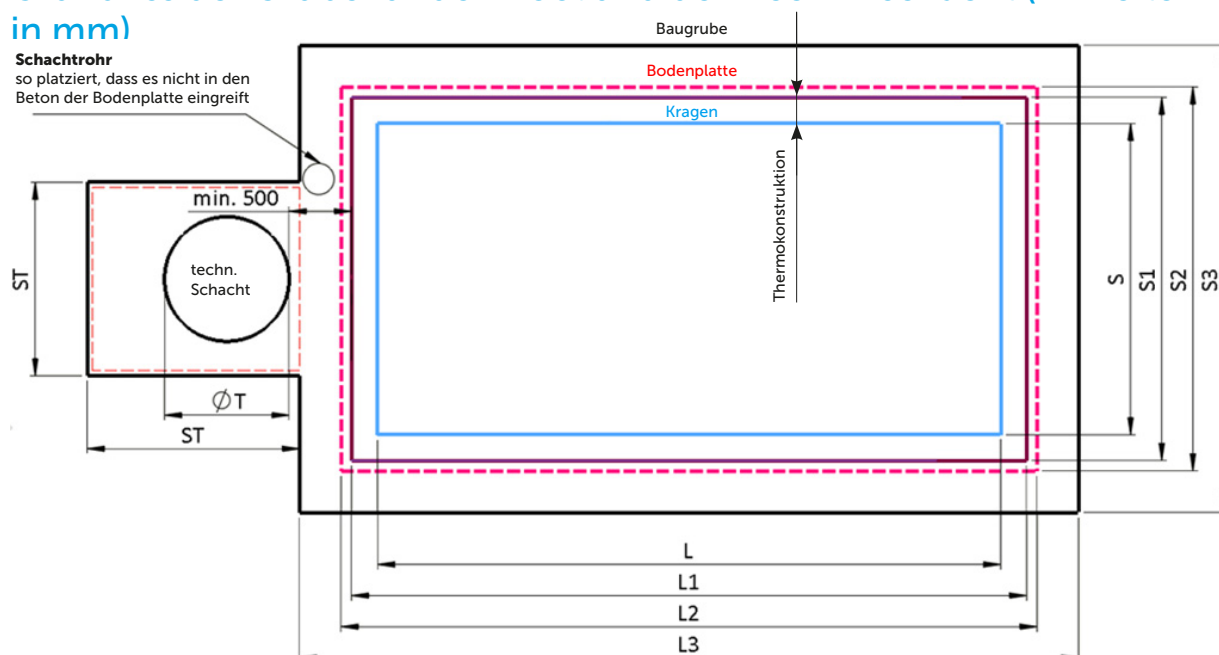 in mm)
Schachtrohr
so platziert, dass es nicht in den
Beton der Bodenplatte eingreift
Baugrube
Bodenplatte
Kragen
Thermokonstruktion
min. 500
techn.
Schacht
ST
∅T
ST
S
S1
S2
S3
L
L1
L2
L3